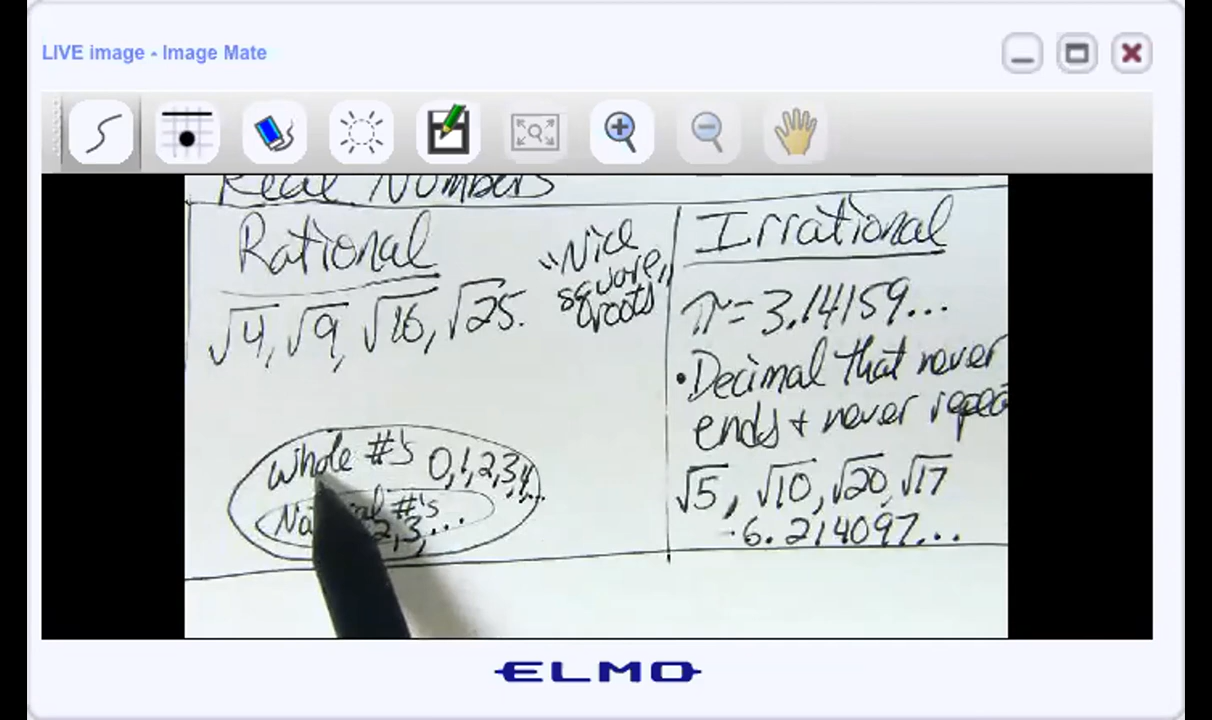 LIVE image - Image Mate
Real Numbers
Rational
"Nice
square
roots"
√4, √9, √16, √25.
Whole #'s 0,1,2,3,4,...
#'s
2,3,...
Irrational
π=3.14159...
•Decimal that never
ends + never repea
√5, √10, √20, √17
6.214097...
ELMO